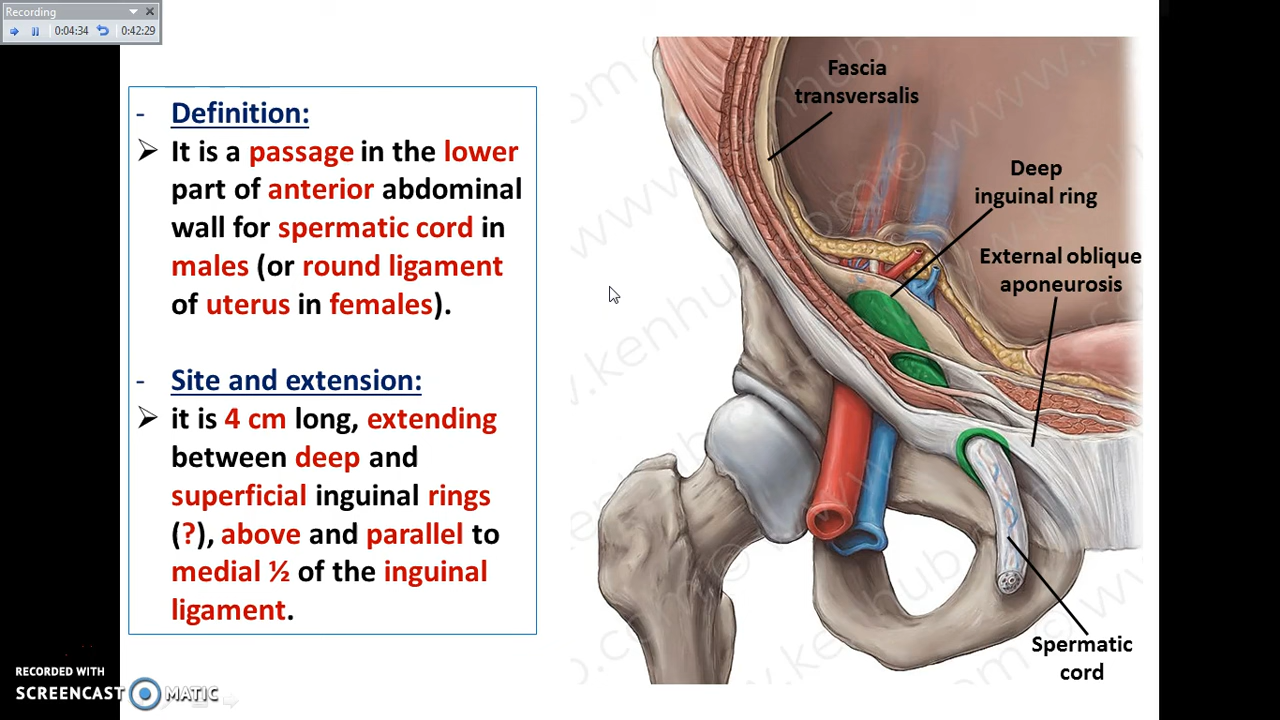 Recording
0:04:34
0:42:29
- Definition:
It is a passage in the lower
part of anterior abdominal
wall for spermatic cord in
males (or round ligament
of uterus in females).
- Site and extension:
it is 4 cm long, extending
between deep and
superficial inguinal rings
(?), above and parallel to
medial ½ of the inguinal
ligament.
Fascia
transversalis
Deep
inguinal ring
External oblique
aponeurosis
Spermatic
cord
RECORDED WITH
SCREENCAST MATIC
www.kenhub.com